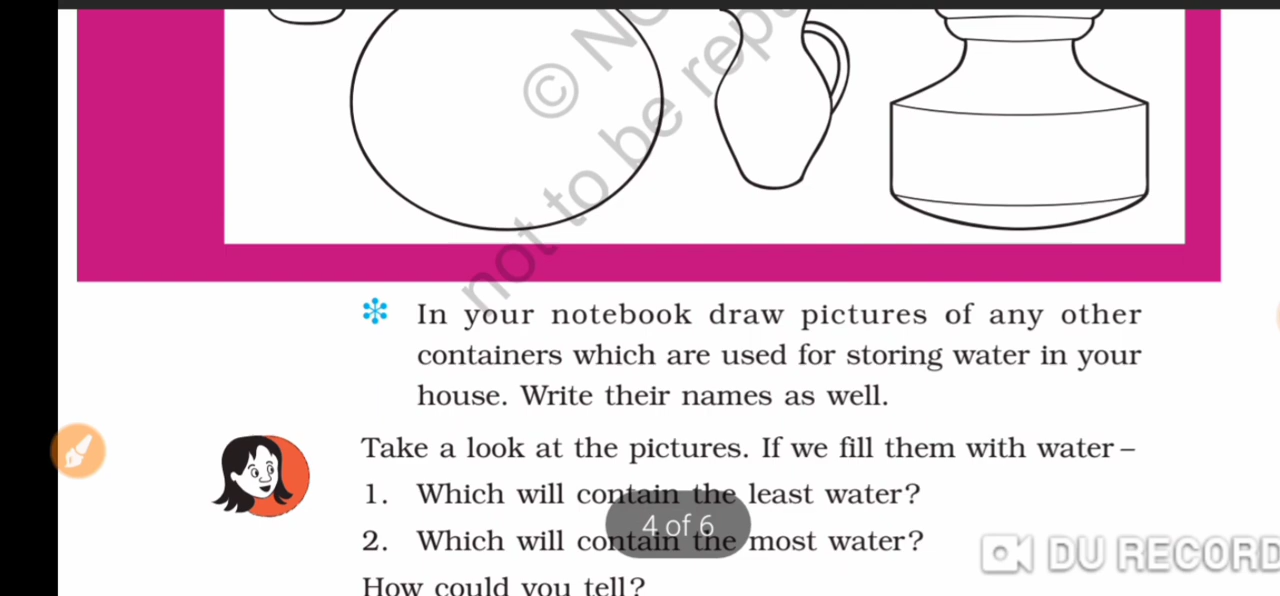 © NC
not to be repu
In your notebook draw pictures of any other
containers which are used for storing water in your
house. Write their names as well.
Take a look at the pictures. If we fill them with water –
1. Which will contain the least water?
2. Which will contain the most water?
4 of 6
How could you tell?
DU RECORD